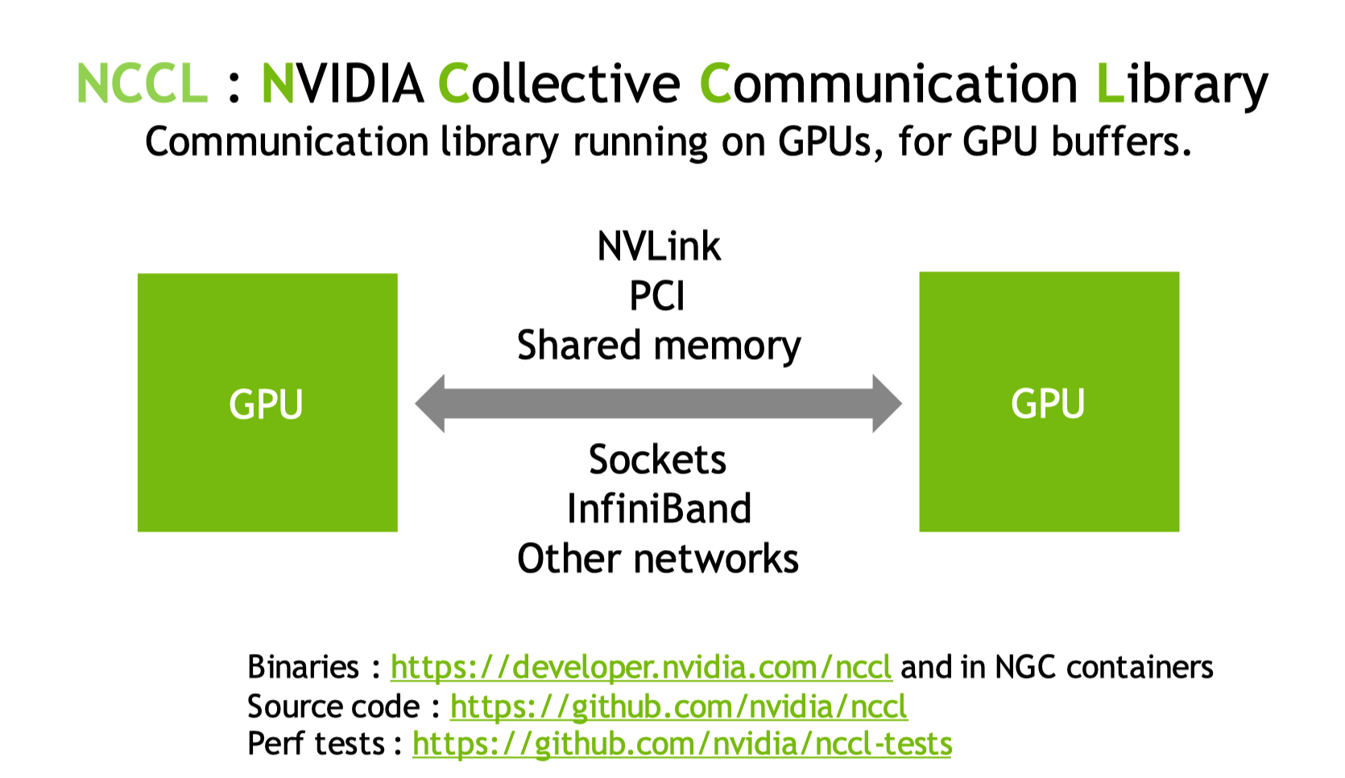 NCCL : NVIDIA Collective Communication Library
Communication library running on GPUs, for GPU buffers.
NVLink
PCI
Shared memory
GPU
GPU
Sockets
InfiniBand
Other networks
Binaries : https://developer.nvidia.com/nccl and in NGC containers
Source code : https://github.com/nvidia/nccl
Perf tests : https://github.com/nvidia/nccl-tests